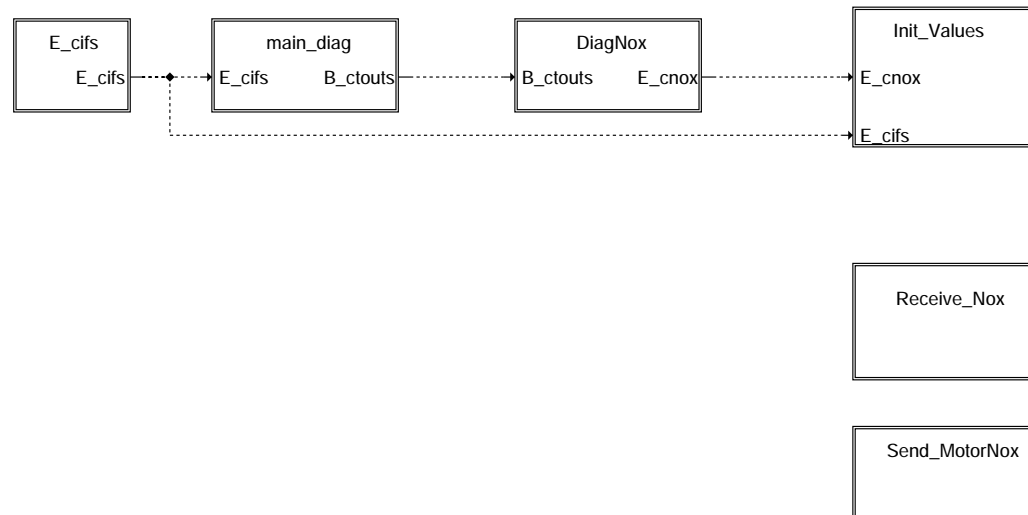 E_cifs
E_cifs
main_diag
E_cifs B_ctouts
DiagNox
B_ctouts E_cnox
Init_Values
E_cnox
E_cifs
Receive_Nox
Send_MotorNox